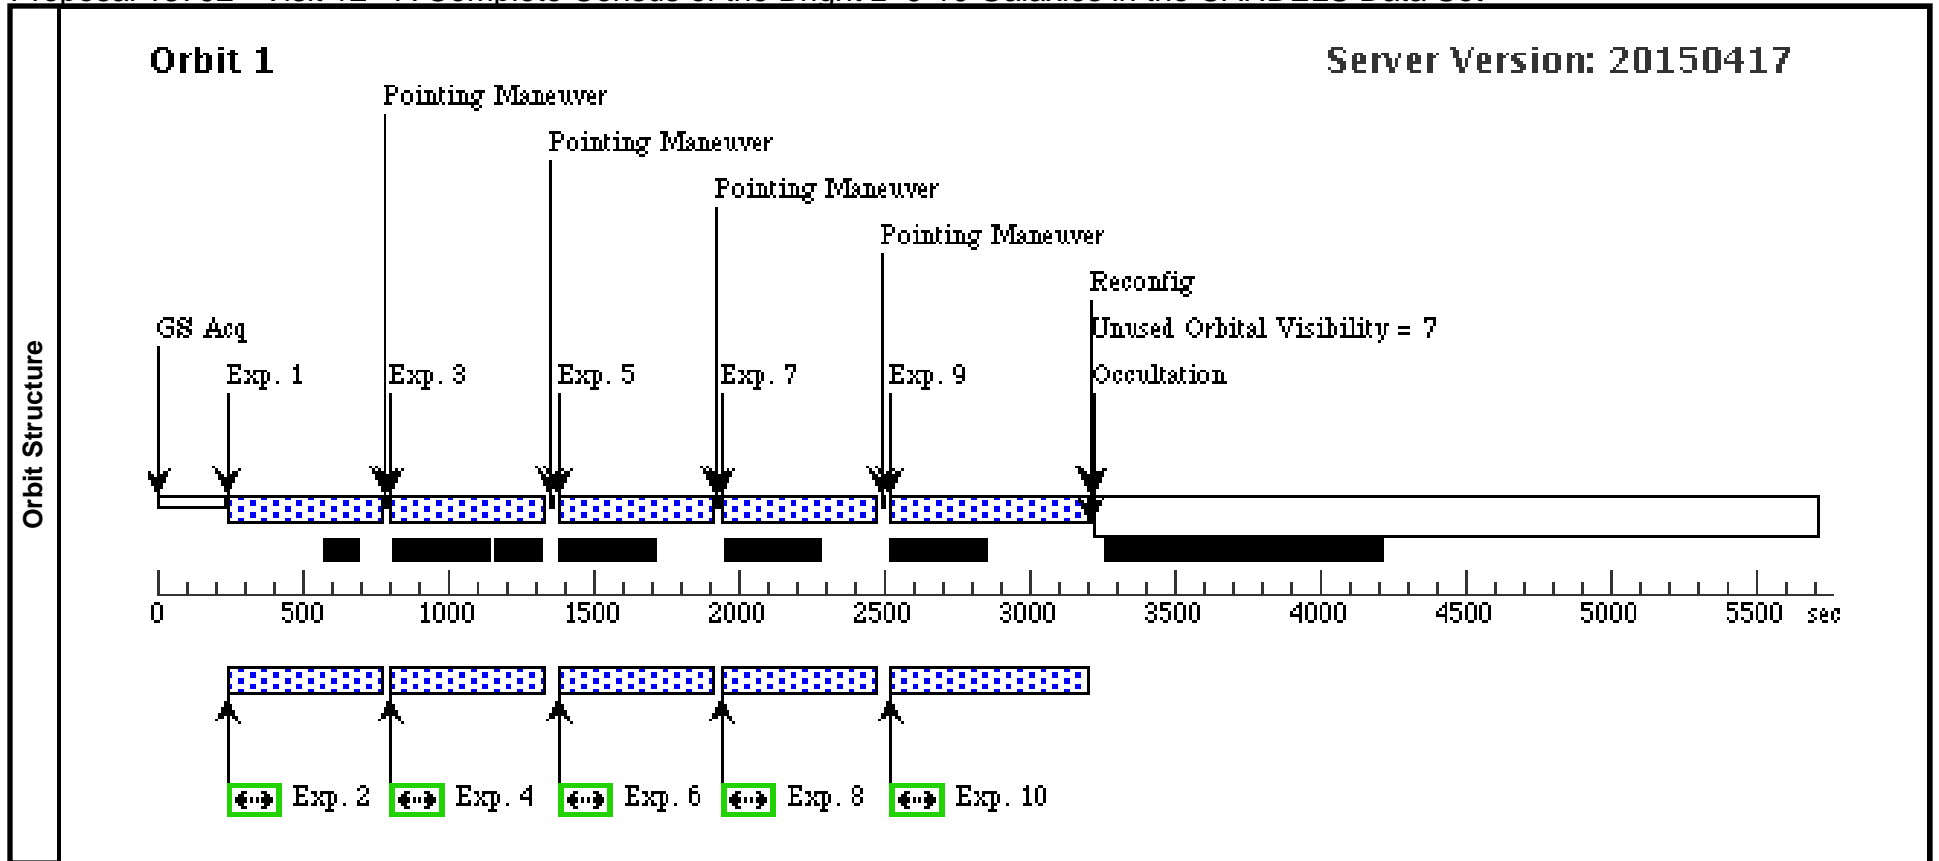 Orbit Structure
Orbit 1
Server Version: 20150417
Pointing Maneuver
Pointing Maneuver
Pointing Maneuver
Pointing Maneuver
Reconfig
GS Acq
Unused Orbital Visibility = 7
Exp. 1
Exp. 3
Exp. 5
Exp. 7
Exp. 9
Occultation
0 500 1000 1500 2000 2500 3000 3500 4000 4500 5000 5500 sec
Exp. 2
Exp. 4
Exp. 6
Exp. 8
Exp. 10